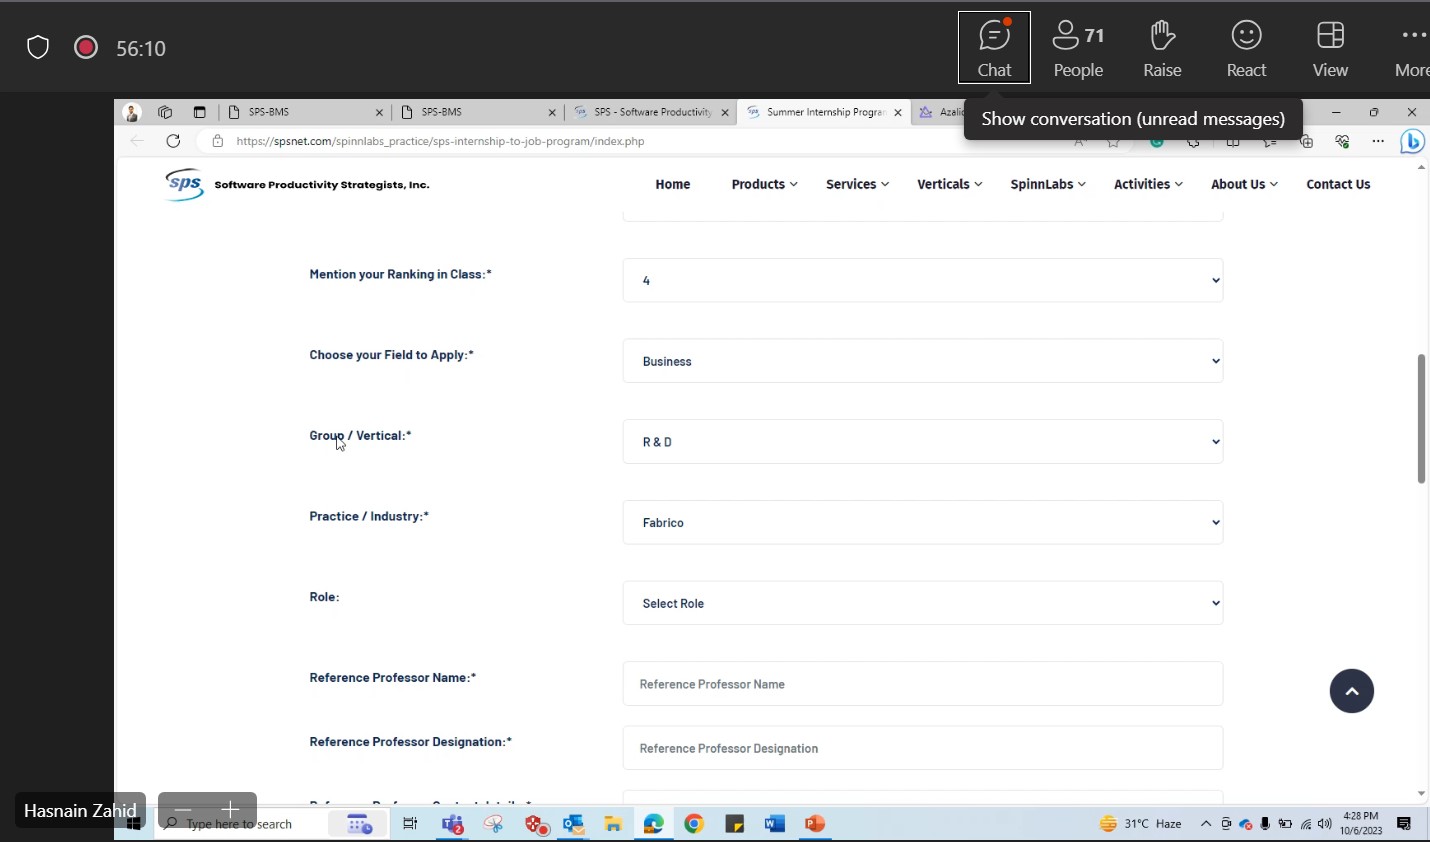 56:10
Chat
71
People
Raise
React
View
More
Show conversation (unread messages)
SPS-BMS
SPS-BMS
SPS - Software Productivity
Summer Internship Program
Azalic
https://spsnet.com/spinnlabs_practice/sps-internship-to-job-program/index.php
sps
Software Productivity Strategists, Inc.
Home
Products
Services
Verticals
SpinnLabs
Activities
About Us
Contact Us
Mention your Ranking in Class:*
4
Choose your Field to Apply:*
Business
Group / Vertical:*
R & D
Practice / Industry:*
Fabrico
Role:
Select Role
Reference Professor Name:*
Reference Professor Name
Reference Professor Designation:*
Reference Professor Designation
Hasnain Zahid
Type here to search
2
31°C Haze
4:28 PM
10/6/2023